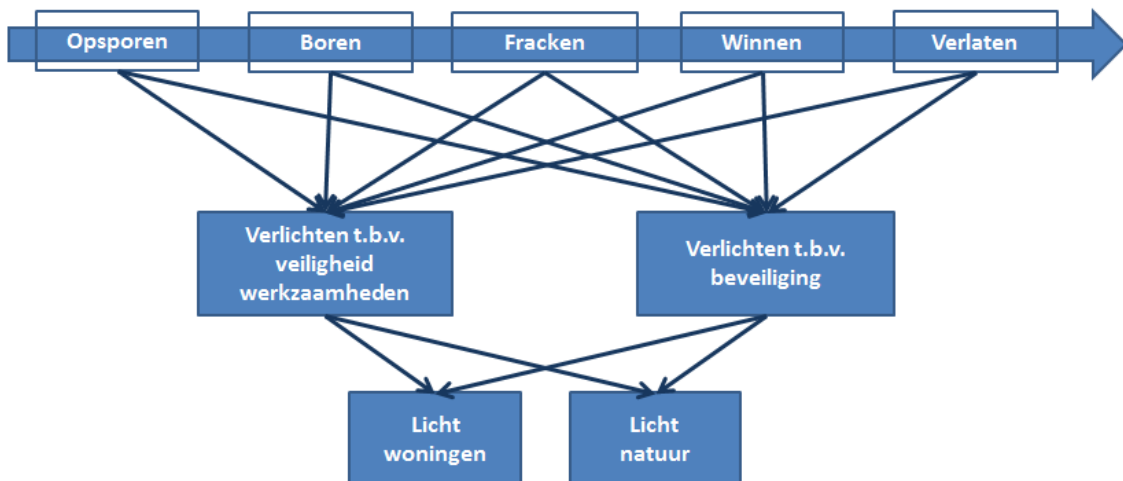 Opsporen
Boren
Fracken
Winnen
Verlaten
Verlichten t.b.v.
veiligheid
werkzaamheden
Verlichten t.b.v.
beveiliging
Licht
woningen
Licht
natuur